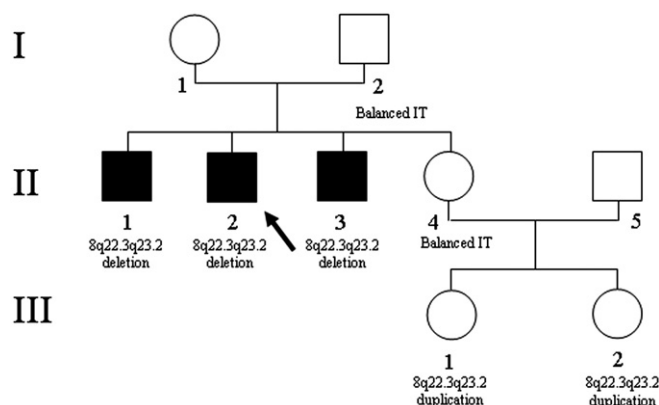 I
1 2
Balanced IT
II
1 2 3 4 5
8q22.3q23.2 8q22.3q23.2 8q22.3q23.2 Balanced IT
deletion deletion deletion
III
1 2
8q22.3q23.2 8q22.3q23.2
duplication duplication